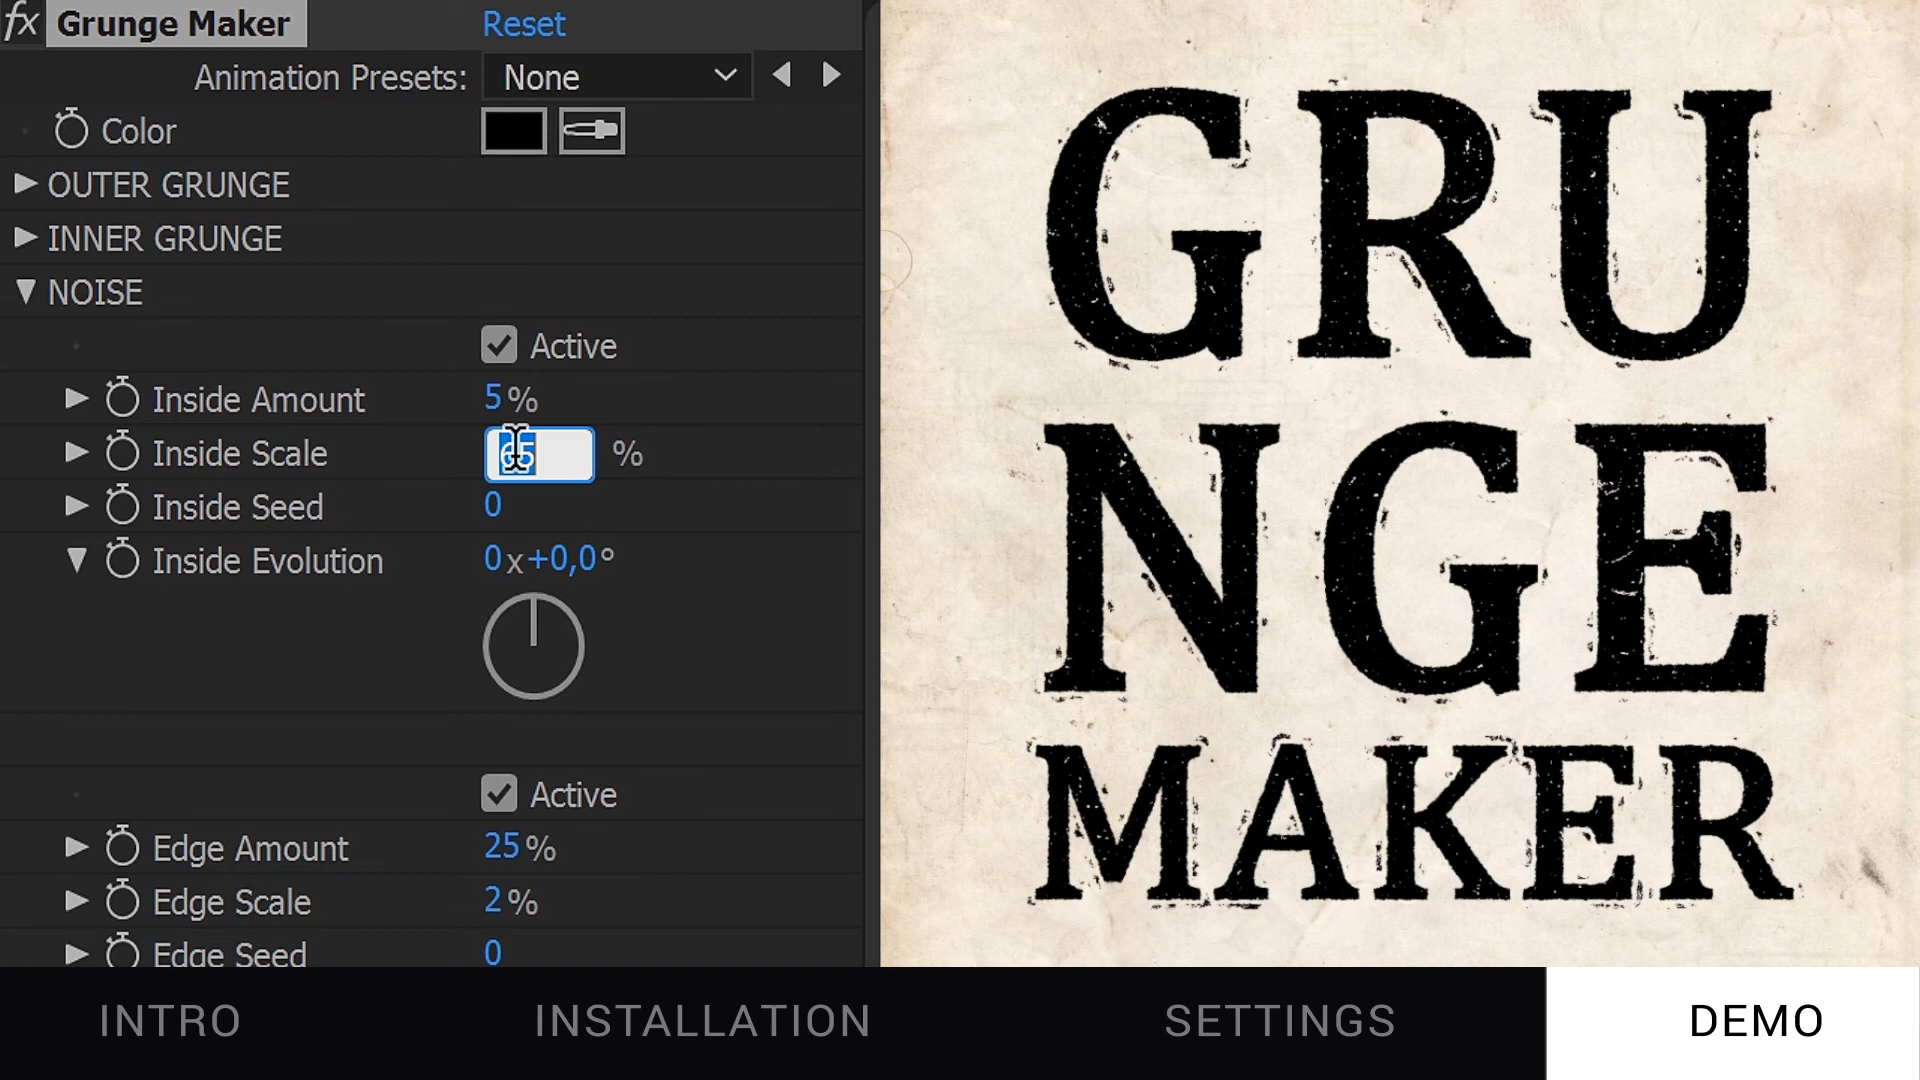 fx Grunge Maker Reset
Animation Presets: None
Color
OUTER GRUNGE
INNER GRUNGE
NOISE
Active
Inside Amount 5%
Inside Scale 65 %
Inside Seed 0
Inside Evolution 0x+0,0°
Active
Edge Amount 25%
Edge Scale 2%
Edge Seed 0
GRU
NGE
MAKER
INTRO INSTALLATION SETTINGS DEMO